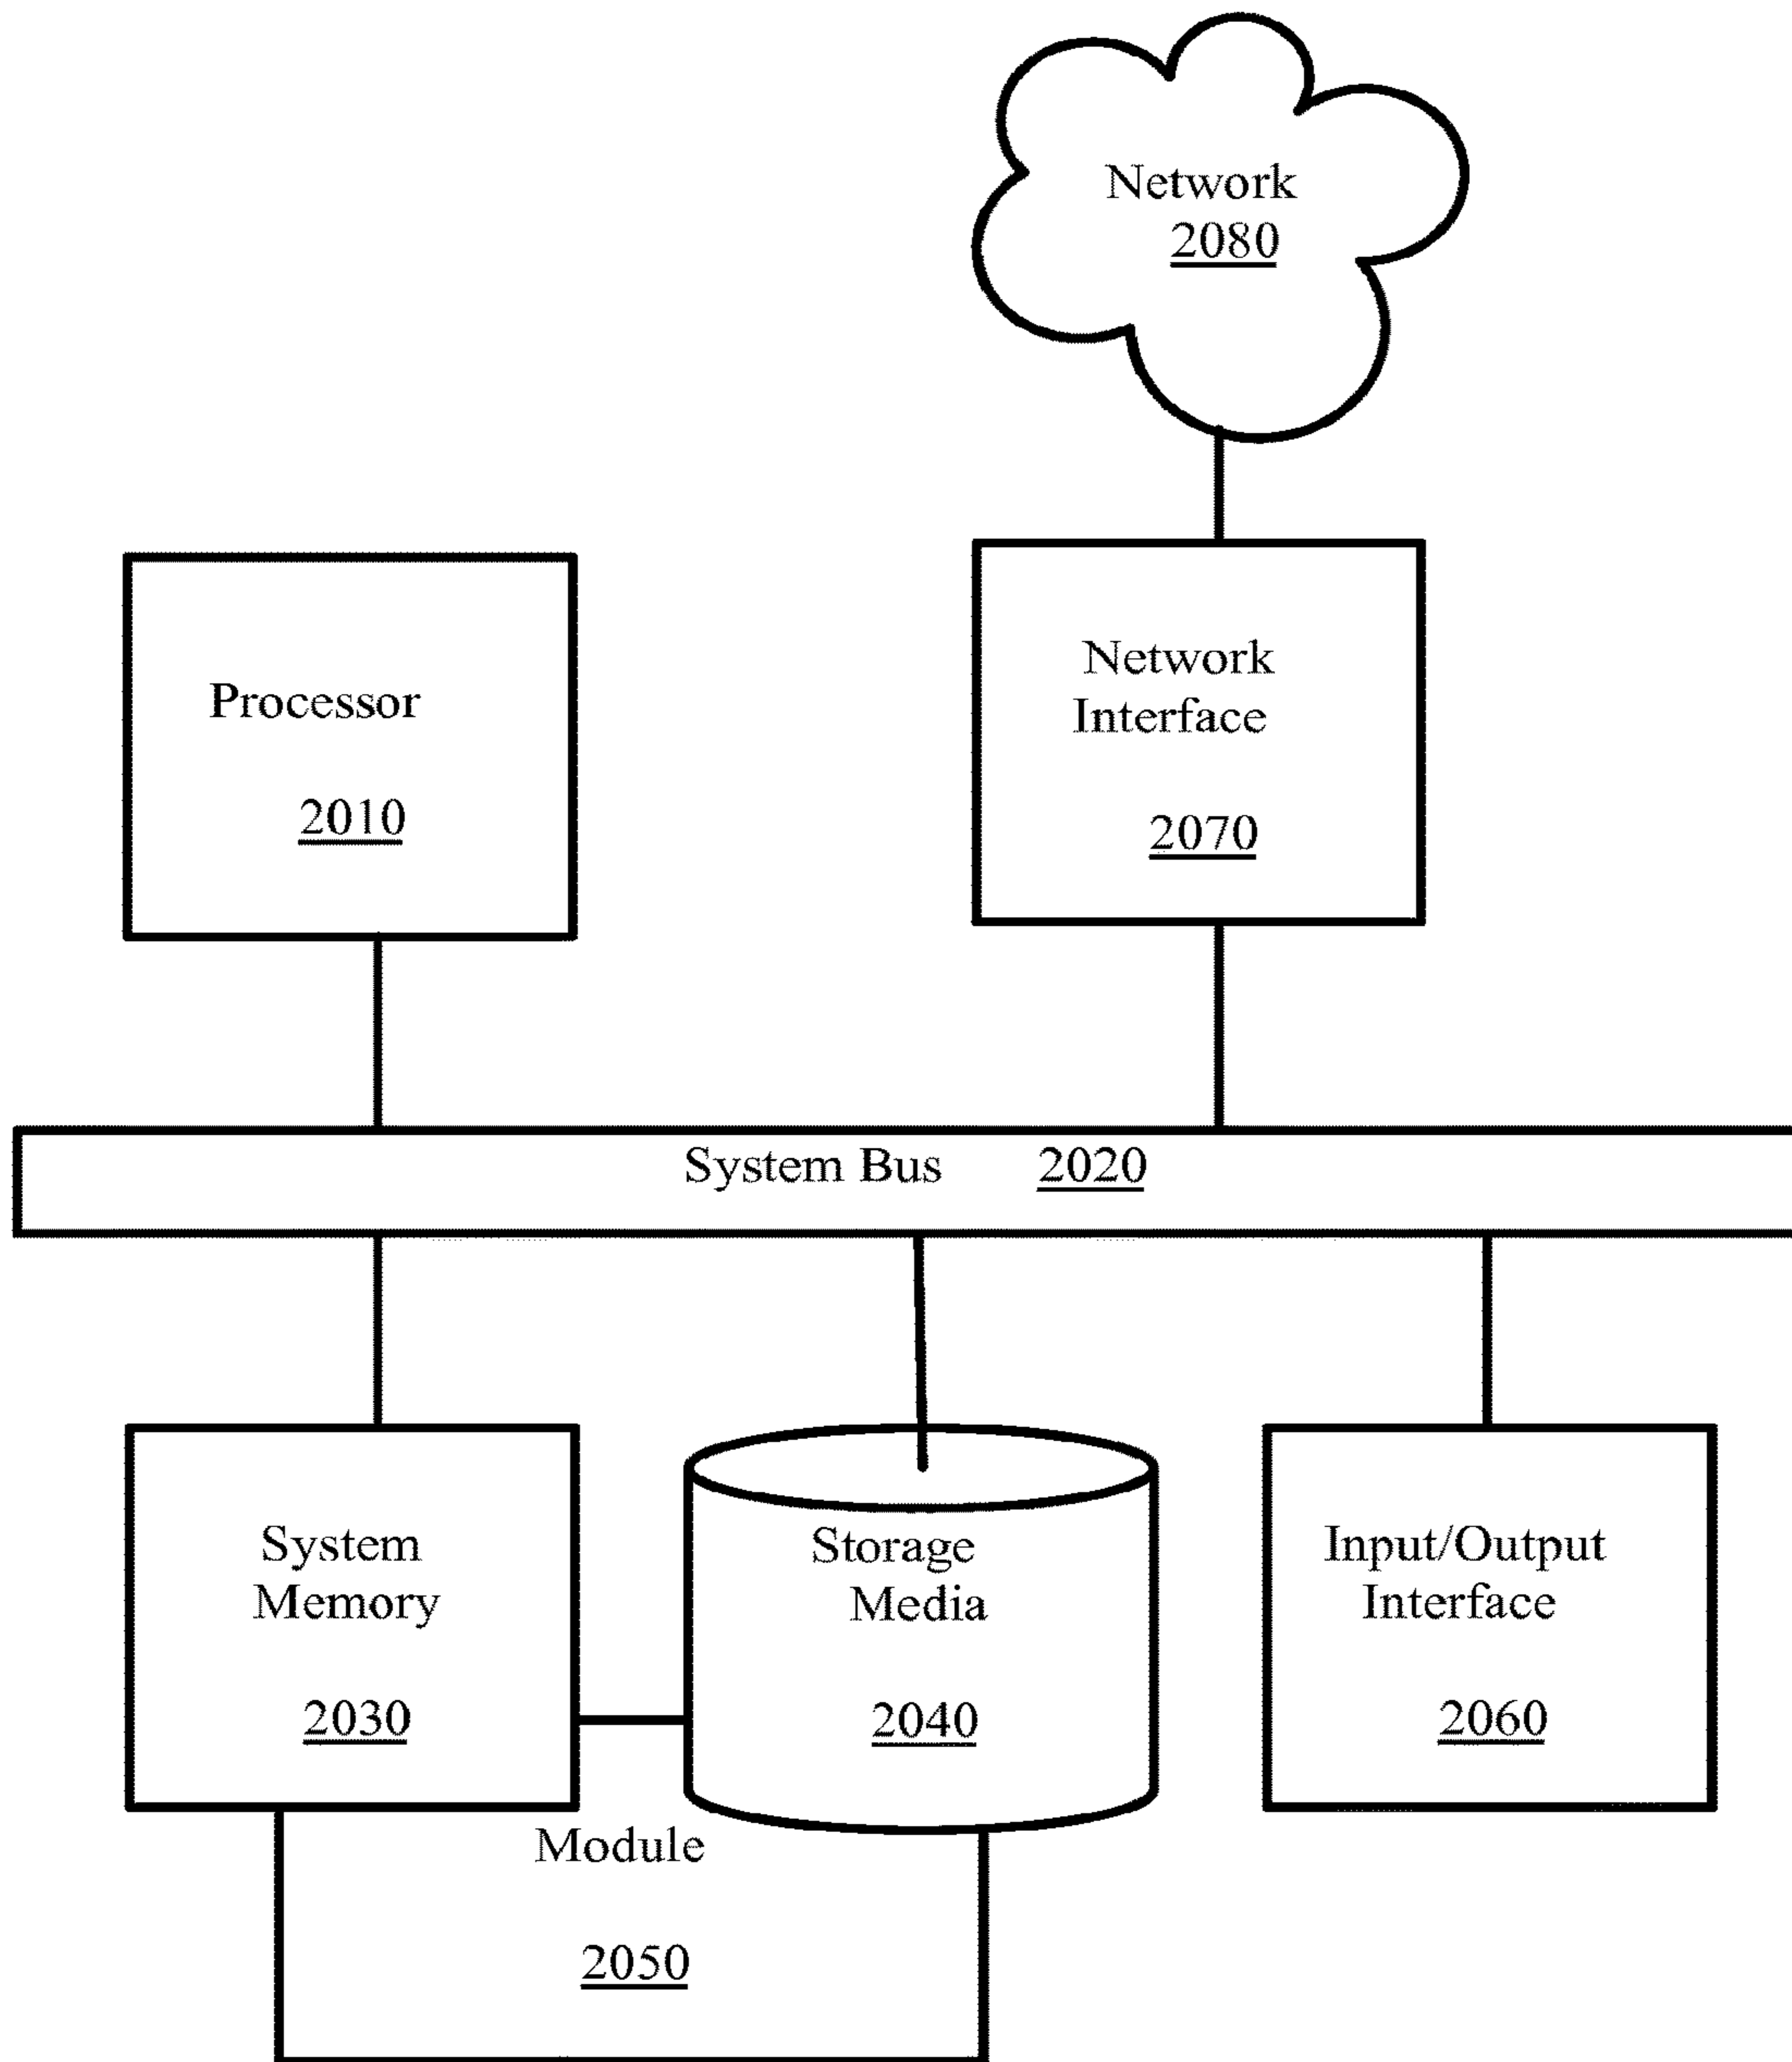 Network
2080
Processor
2010
Network
Interface
2070
System Bus 2020
System
Memory
2030
Storage
Media
2040
Input/Output
Interface
2060
Module
2050